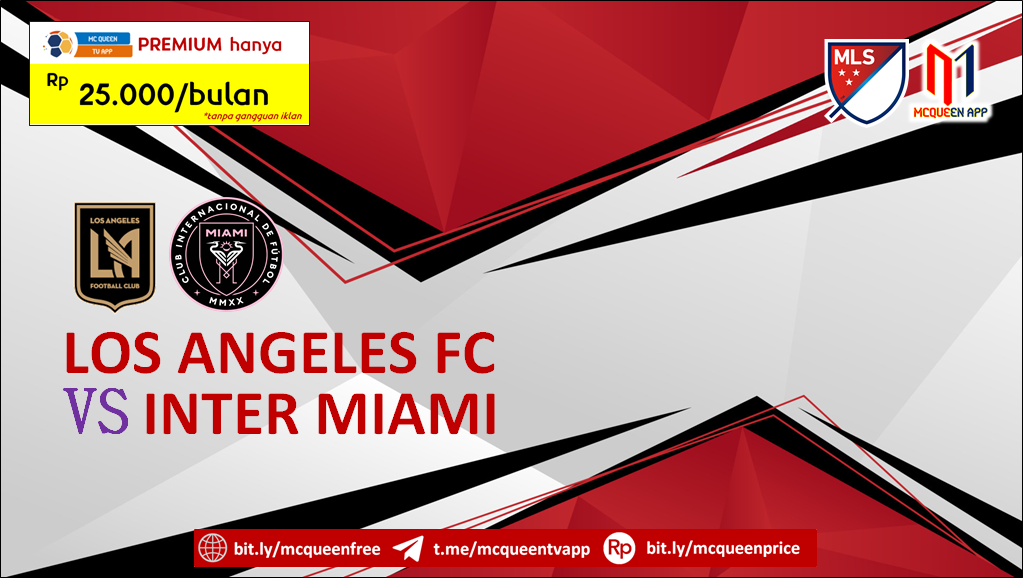 MC QUEEN
TV APP
PREMIUM hanya
Rp 25.000/bulan
*tanpa gangguan iklan
MLS
MCQUEEN APP
LOS ANGELES
LA
FOOTBALL CLUB
CLUB INTERNACIONAL DE FÚTBOL
MIAMI
MMXX
LOS ANGELES FC
VS INTER MIAMI
bit.ly/mcqueenfree
t.me/mcqueentvapp
Rp bit.ly/mcqueenprice